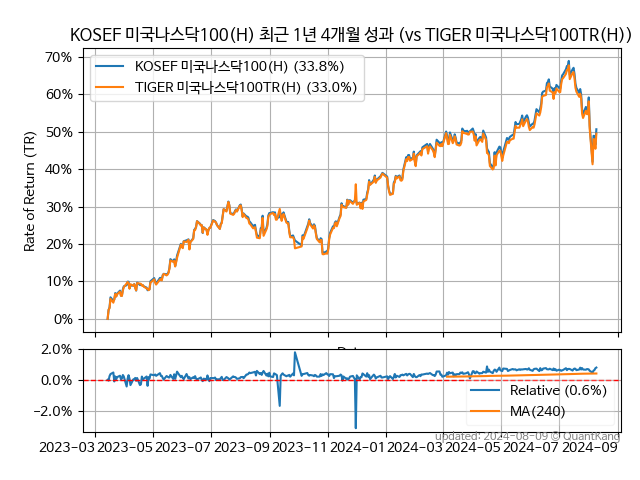 KOSEF 미국나스닥100(H) 최근 1년 4개월 성과 (vs TIGER 미국나스닥100TR(H))
70%
60%
50%
40%
30%
20%
10%
0%
Rate of Return (TR)
KOSEF 미국나스닥100(H) (33.8%)
TIGER 미국나스닥100TR(H) (33.0%)
2.0%
0.0%
−2.0%
Relative (0.6%)
MA(240)
updated: 2024-08-09 © QuantKang
2023-03 2023-05 2023-07 2023-09 2023-11 2024-01 2024-03 2024-05 2024-07 2024-09